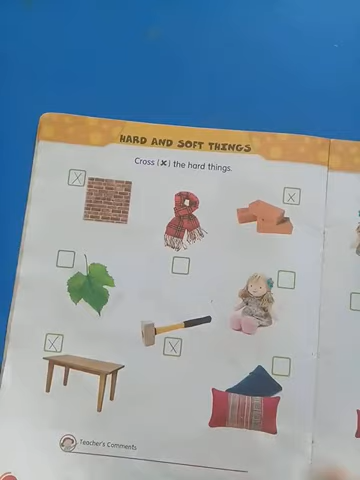 HARD AND SOFT THINGS
Cross (X) the hard things.
Teacher's Comments